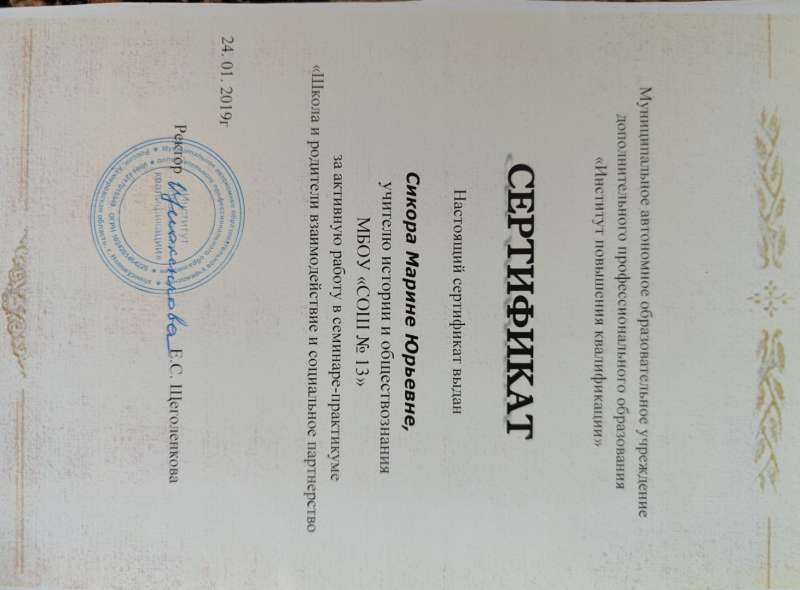 Муниципальное автономное образовательное учреждение
дополнительного профессионального образования
«Институт повышения квалификации»
СЕРТИФИКАТ
Настоящий сертификат выдан
Сикора Марине Юрьевне,
учителю истории и обществознания
МБОУ «СОШ № 13»
за активную работу в семинаре-практикуме
«Школа и родители взаимодействие и социальное партнерство
24. 01. 2019г
Ректор Е.С. Щеголенкова
Институт
квалификации»